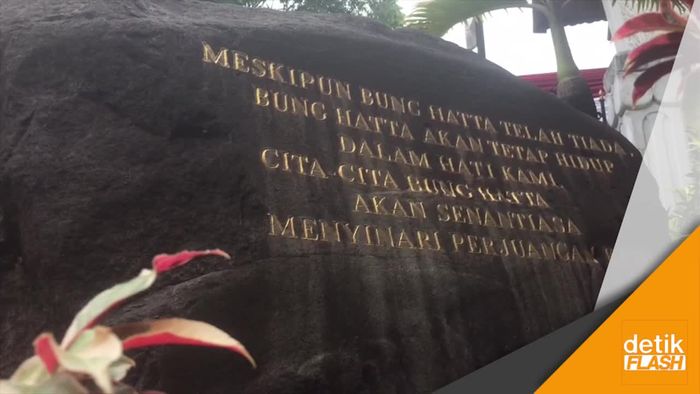 MESKIPUN BUNG HATTA TELAH TIADA,
BUNG HATTA AKAN TETAP HIDUP
DALAM HATI KAMI,
CITA, CITA BUNG HATTA
AKAN SENANTIASA
MENYINARI PERJUANGAN
detik
FLASH